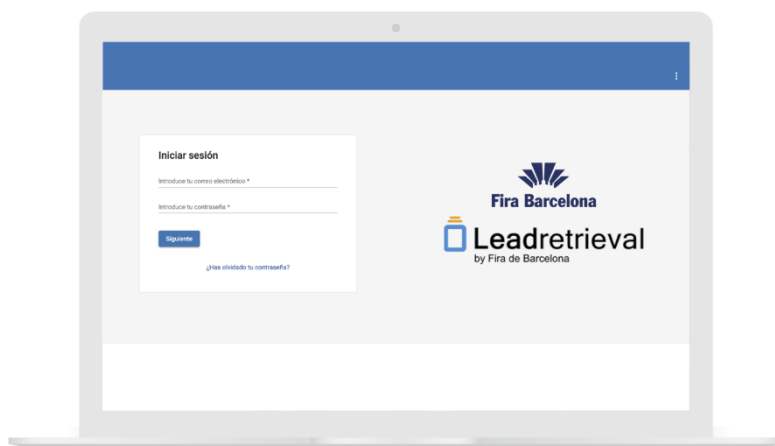 Iniciar sesión
Introduce tu correo electrónico *
Introduce tu contraseña *
Siguiente
¿Has olvidado tu contraseña?
Fira Barcelona
Leadretrieval
by Fira de Barcelona